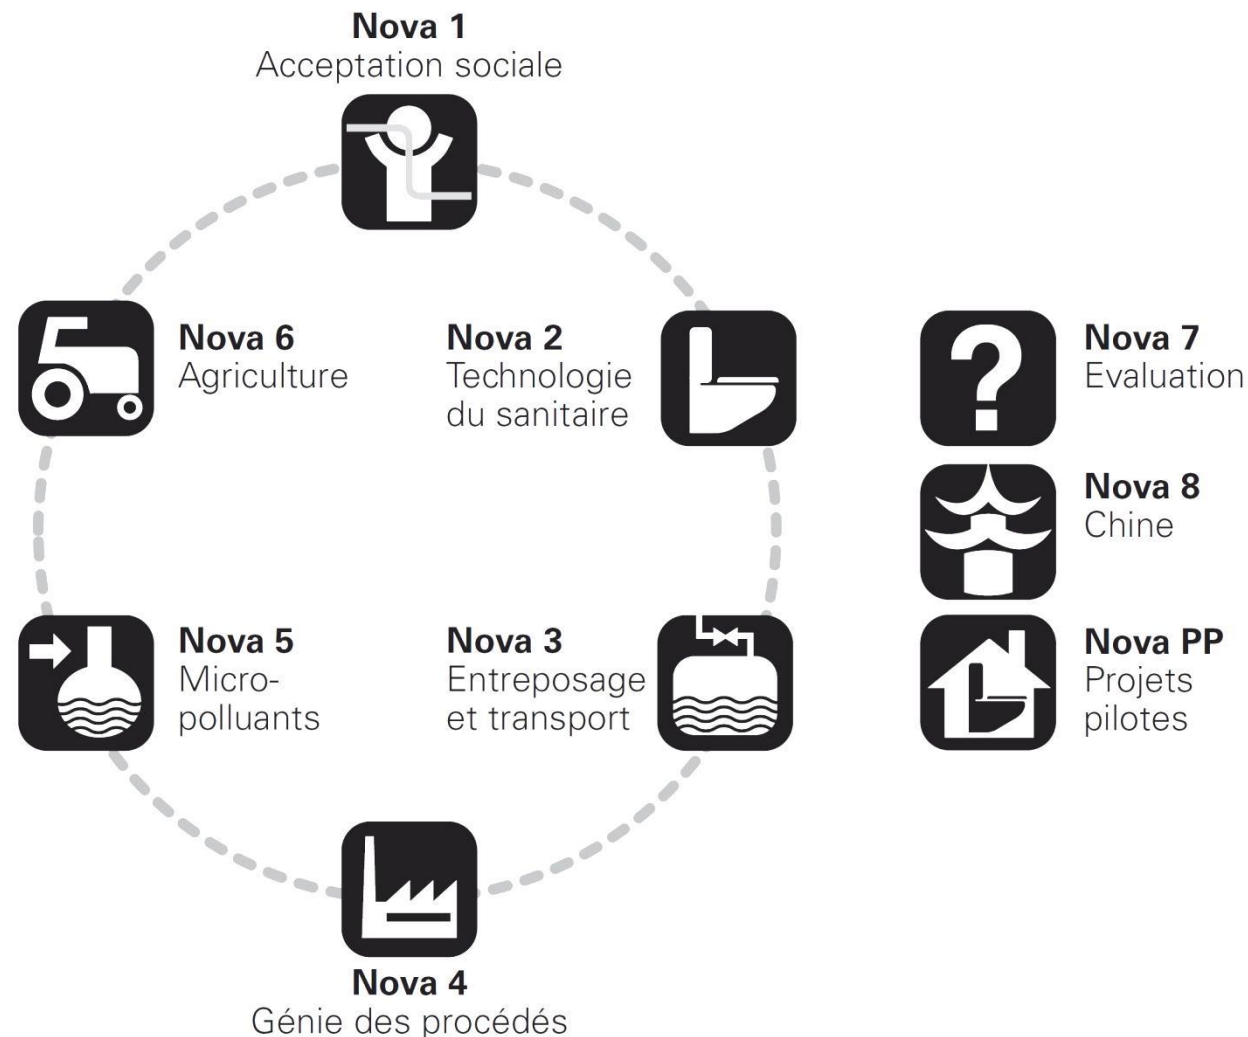 Nova 1
Acceptation sociale
Nova 6
Agriculture
Nova 2
Technologie
du sanitaire
Nova 7
Evaluation
Nova 8
Chine
Nova 5
Micro-
polluants
Nova 3
Entreposage
et transport
Nova PP
Projets
pilotes
Nova 4
Génie des procédés